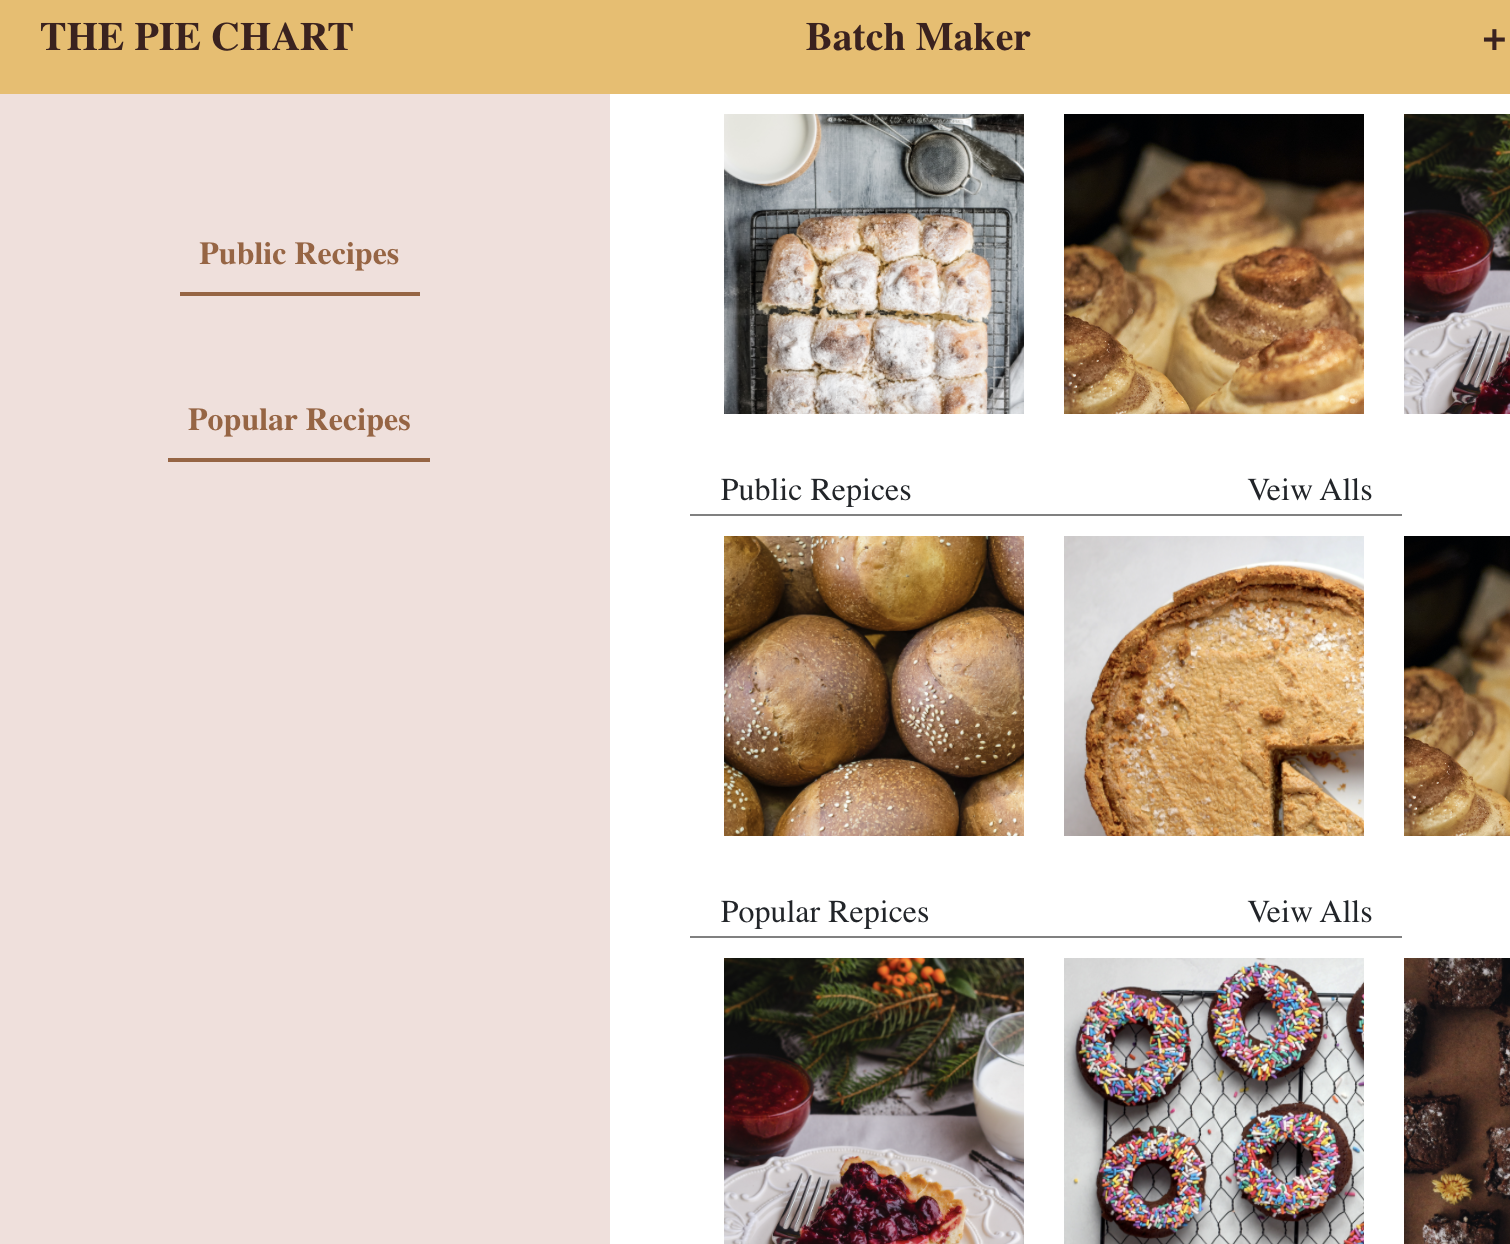 THE PIE CHART
Batch Maker
+
Public Recipes
Popular Recipes
Public Repices
Veiw Alls
Popular Repices
Veiw Alls